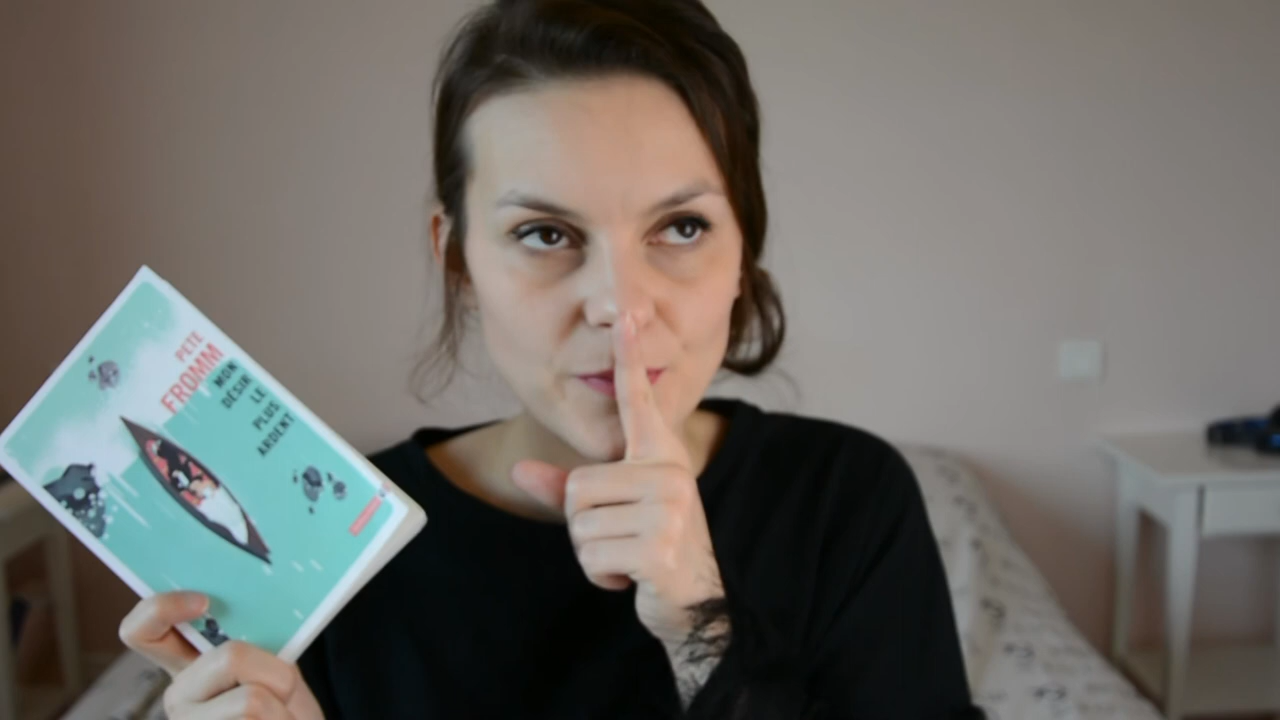 PETE
FROMM
MON
DÉSIR
LE
PLUS
ARDENT